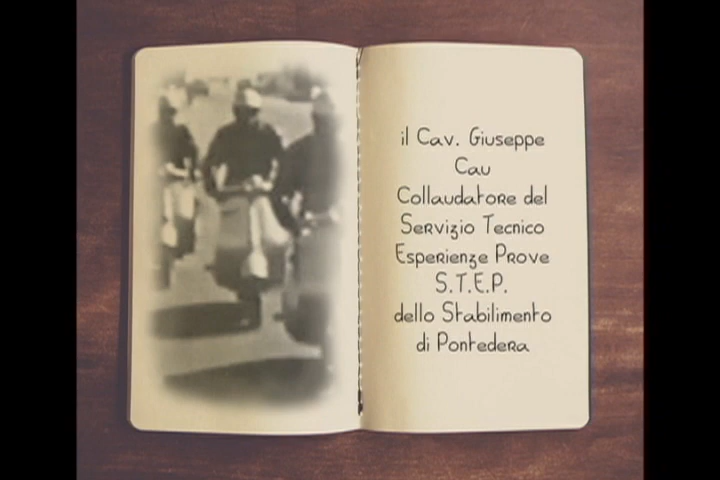 il Cav. Giuseppe
Cau
Collaudatore del
Servizio Tecnico
Esperienze Prove
S.T.E.P.
dello Stabilimento
di Pontedera